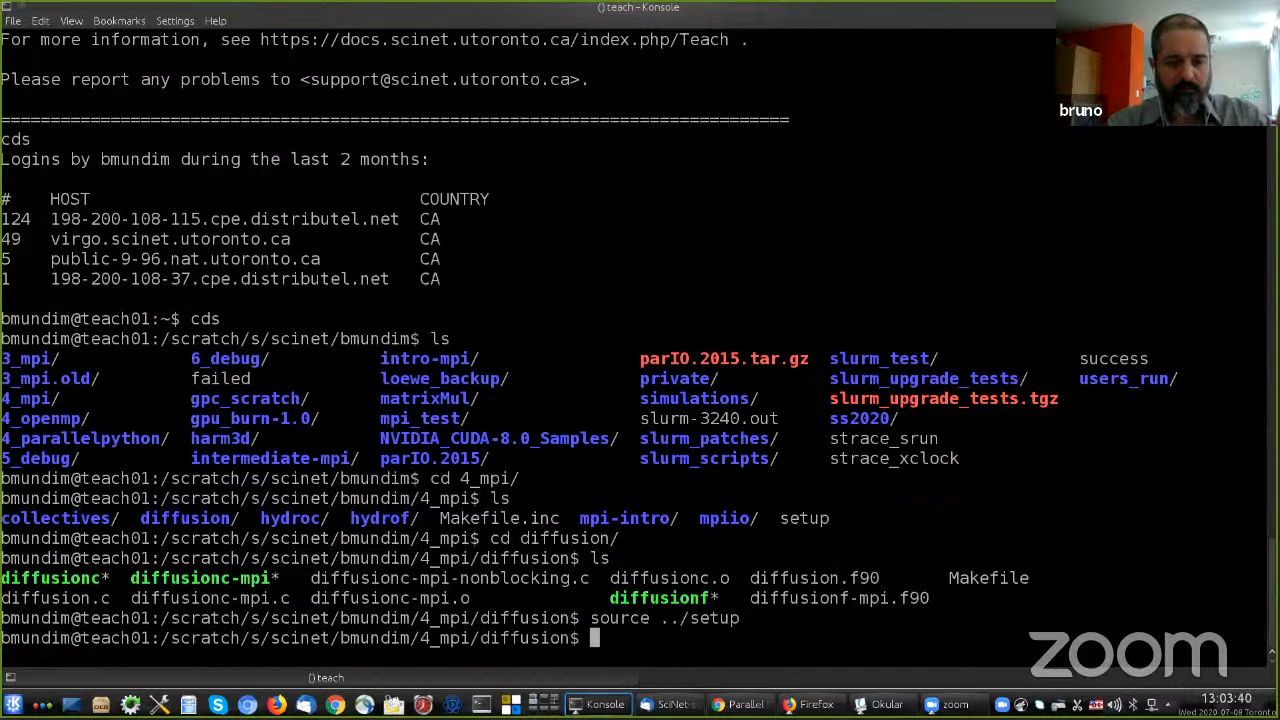 () teach – Konsole
File Edit View Bookmarks Settings Help
For more information, see https://docs.scinet.utoronto.ca/index.php/Teach .
Please report any problems to <support@scinet.utoronto.ca>.
===============================================================================
cds
Logins by bmundim during the last 2 months:
# HOST COUNTRY
124 198-200-108-115.cpe.distributel.net CA
49 virgo.scinet.utoronto.ca CA
5 public-9-96.nat.utoronto.ca CA
1 198-200-108-37.cpe.distributel.net CA
bmundim@teach01:~$ cds
bmundim@teach01:/scratch/s/scinet/bmundim$ ls
3_mpi/ 6_debug/ intro-mpi/ parIO.2015.tar.gz slurm_test/ success
3_mpi.old/ failed loewe_backup/ private/ slurm_upgrade_tests/ users_run/
4_mpi/ gpc_scratch/ matrixMul/ simulations/ slurm_upgrade_tests.tgz
4_openmp/ gpu_burn-1.0/ mpi_test/ slurm-3240.out ss2020/
4_parallelpython/ harm3d/ NVIDIA_CUDA-8.0_Samples/ slurm_patches/ strace_srun
5_debug/ intermediate-mpi/ parIO.2015/ slurm_scripts/ strace_xclock
bmundim@teach01:/scratch/s/scinet/bmundim$ cd 4_mpi/
bmundim@teach01:/scratch/s/scinet/bmundim/4_mpi$ ls
collectives/ diffusion/ hydroc/ hydrof/ Makefile.inc mpi-intro/ mpiio/ setup
bmundim@teach01:/scratch/s/scinet/bmundim/4_mpi$ cd diffusion/
bmundim@teach01:/scratch/s/scinet/bmundim/4_mpi/diffusion$ ls
diffusionc* diffusionc-mpi* diffusionc-mpi-nonblocking.c diffusionc.o diffusion.f90 Makefile
diffusion.c diffusionc-mpi.c diffusionc-mpi.o diffusionf* diffusionf-mpi.f90
bmundim@teach01:/scratch/s/scinet/bmundim/4_mpi/diffusion$ source ../setup
bmundim@teach01:/scratch/s/scinet/bmundim/4_mpi/diffusion$
bruno
zoom
() teach
Konsole SciNet-s Parallel Firefox Okular zoom 13:03:40
Wed 2020-07-08 Toronto